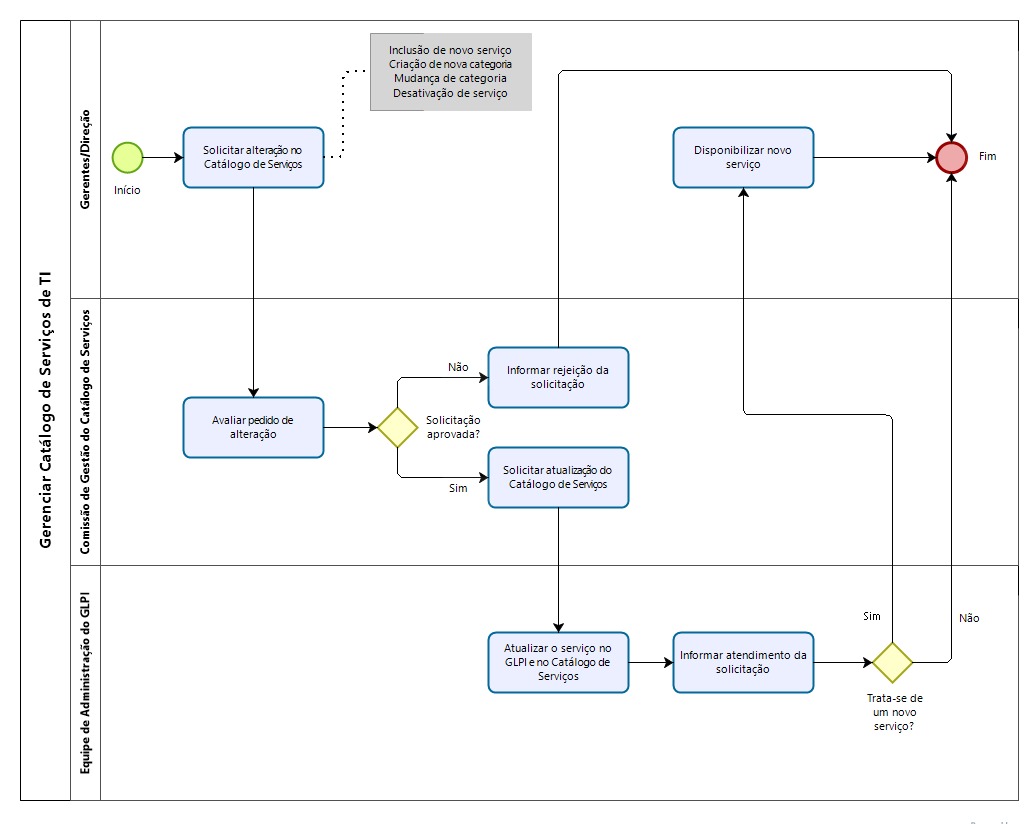 Gerenciar Catálogo de Serviços de TI
Gerentes/Direção
Início
Solicitar alteração no
Catálogo de Serviços
Inclusão de novo serviço
Criação de nova categoria
Mudança de categoria
Desativação de serviço
Disponibilizar novo
serviço
Fim
Comissão de Gestão do Catálogo de Serviços
Avaliar pedido de
alteração
Solicitação
aprovada?
Não
Informar rejeição da
solicitação
Sim
Solicitar atualização do
Catálogo de Serviços
Equipe de Administração do GLPI
Atualizar o serviço no
GLPI e no Catálogo de
Serviços
Informar atendimento da
solicitação
Trata-se de
um novo
serviço?
Sim
Não